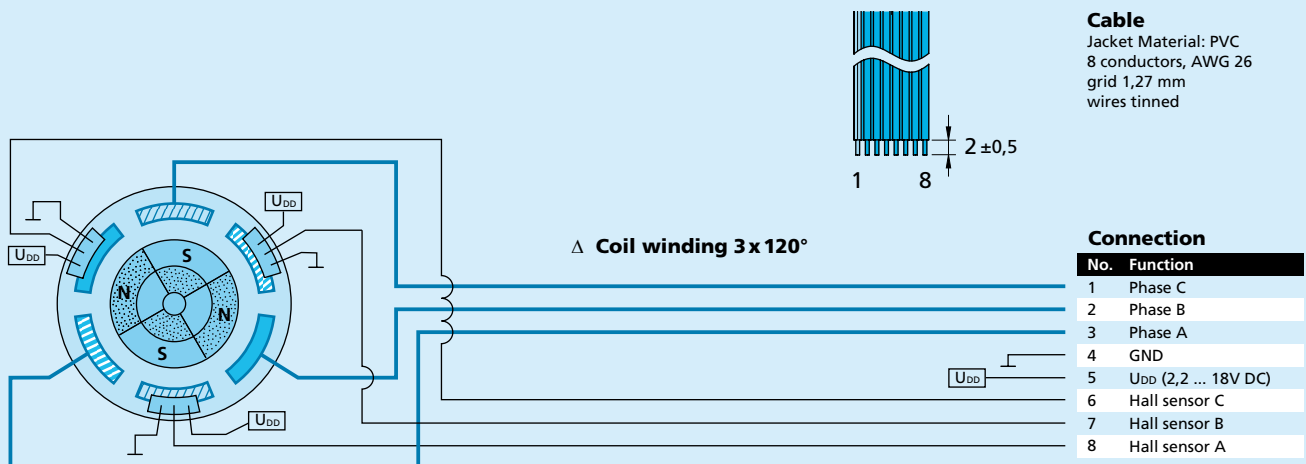 Cable
Jacket Material: PVC
8 conductors, AWG 26
grid 1,27 mm
wires tinned
2 ±0,5
1 8
UDD
UDD
S
N
N
S
UDD
Δ Coil winding 3 x 120°
UDD
Connection
No. Function
1 Phase C
2 Phase B
3 Phase A
4 GND
5 UDD (2,2 ... 18V DC)
6 Hall sensor C
7 Hall sensor B
8 Hall sensor A